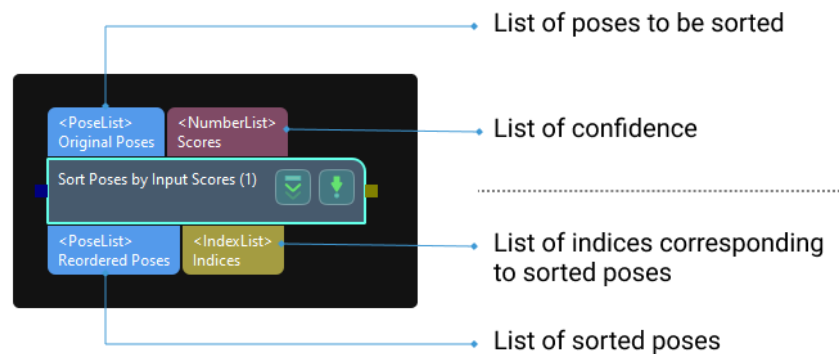 List of poses to be sorted
<PoseList>
Original Poses
<NumberList>
Scores
List of confidence
Sort Poses by Input Scores (1)
<PoseList>
Reordered Poses
<IndexList>
Indices
List of indices corresponding
to sorted poses
List of sorted poses